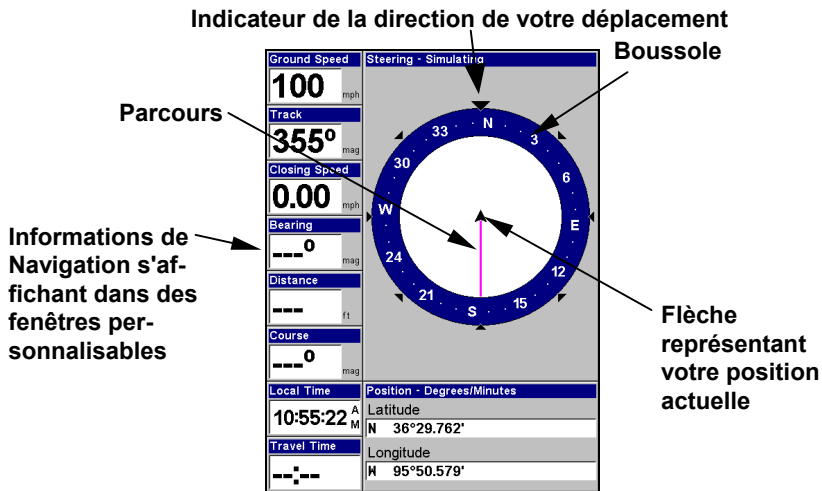 Indicateur de la direction de votre déplacement
Boussole
Parcours
Informations de
Navigation s'af-
fichant dans des
fenêtres per-
sonnalisables
Flèche
représentant
votre position
actuelle
Ground Speed
100 mph
Track
355° mag
Closing Speed
0.00 mph
Bearing
---° mag
Distance
--- ft
Course
---° mag
Local Time
10:55:22 AM
Travel Time
--:--
Steering - Simulating
N
3
6
E
12
15
S
21
24
W
30
33
Position - Degrees/Minutes
Latitude
N 36°29.762'
Longitude
W 95°50.579'